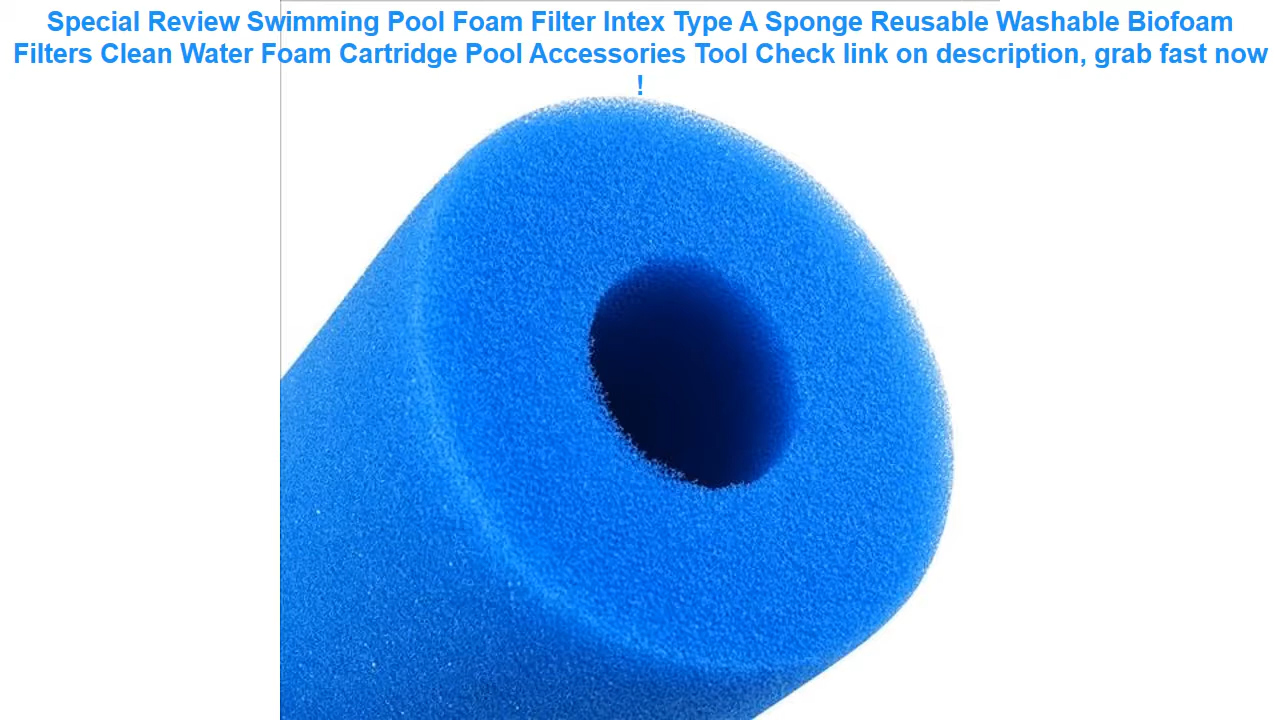 Special Review Swimming Pool Foam Filter Intex Type A Sponge Reusable Washable Biofoam
Filters Clean Water Foam Cartridge Pool Accessories Tool Check link on description, grab fast now
!